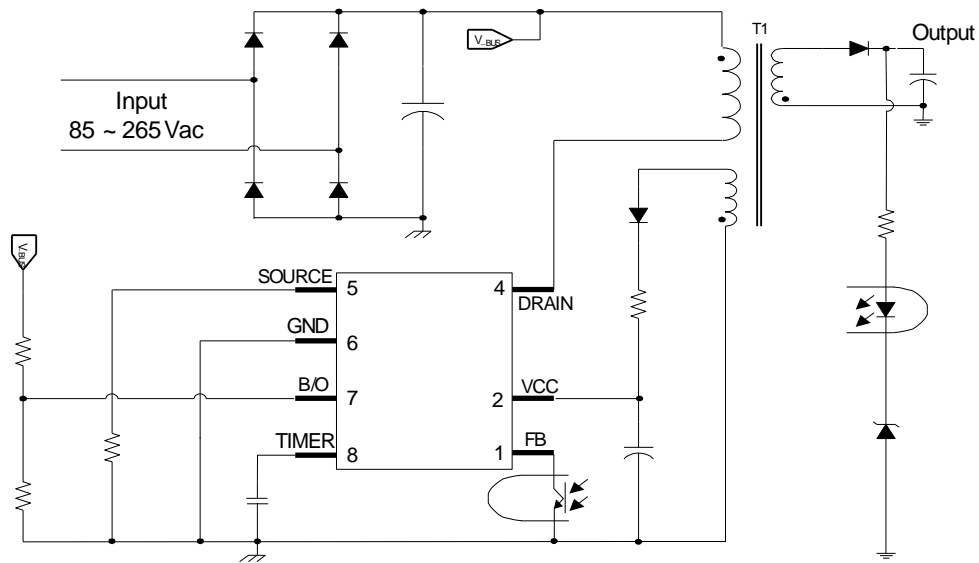 V_BUS
T1
Output
Input
85 ~ 265 Vac
V_BUS
SOURCE
5
4
DRAIN
GND
6
B/O
7
2
VCC
TIMER
8
1
FB